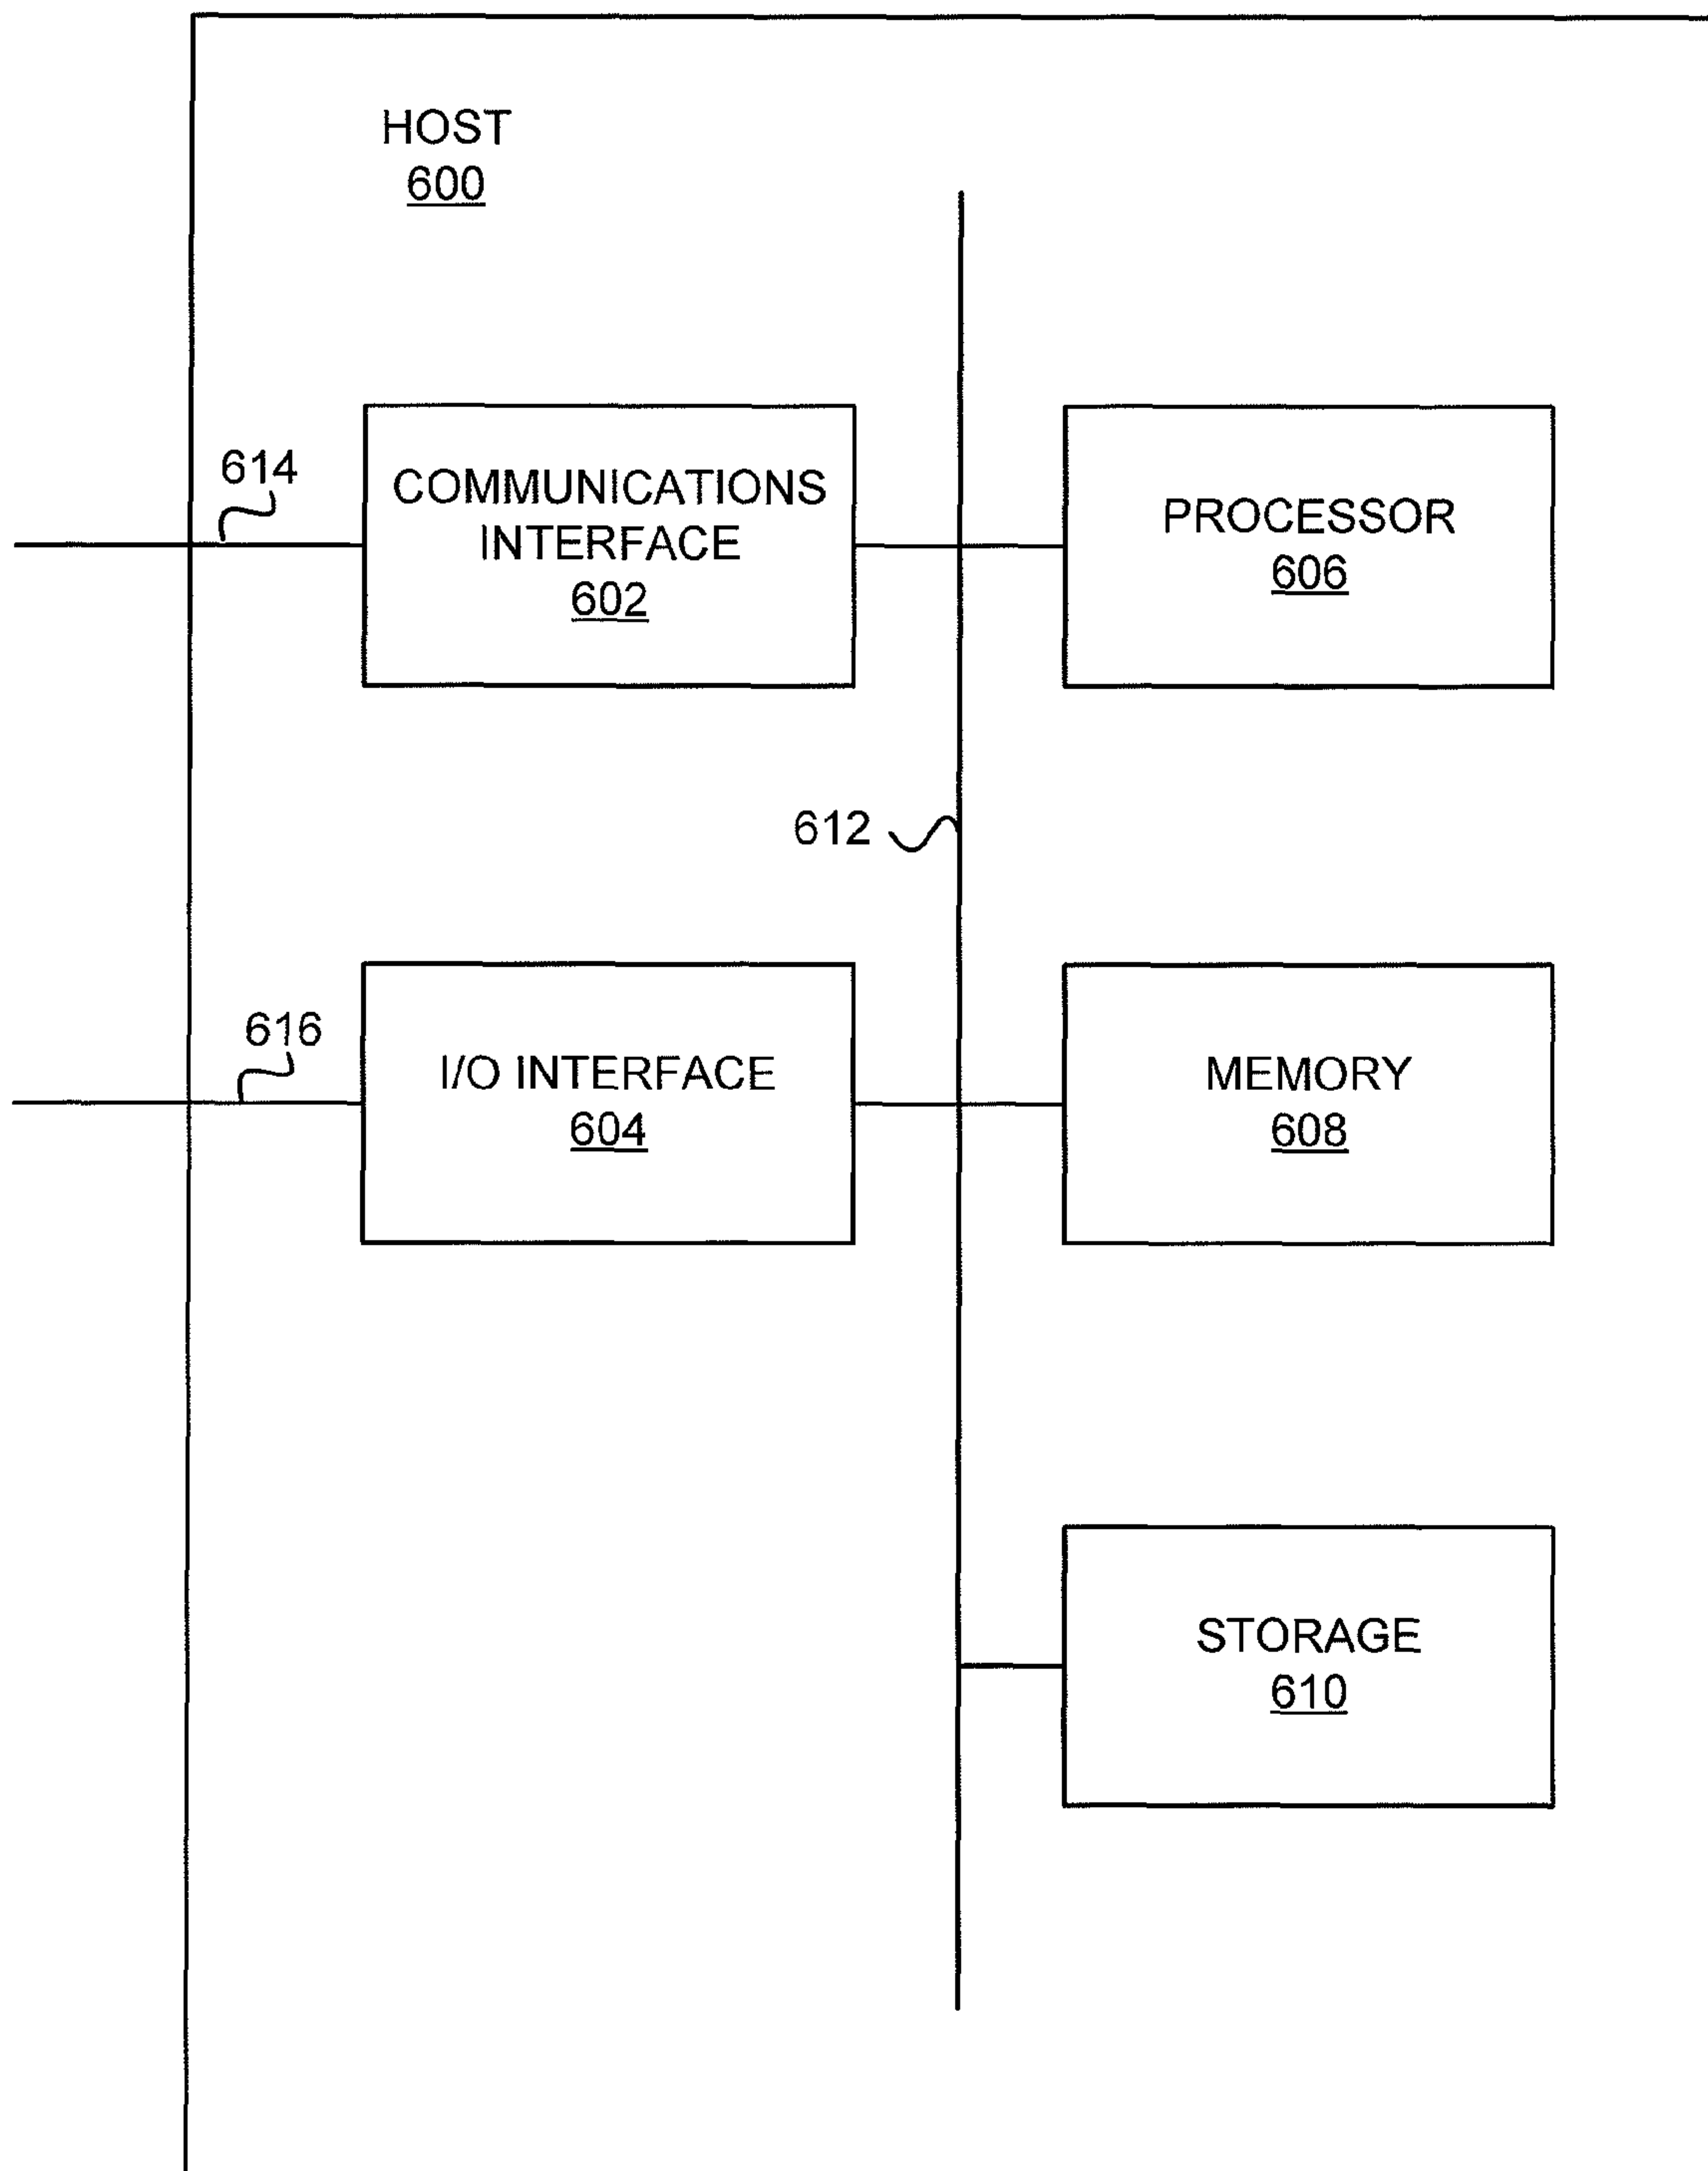 HOST
600
614
COMMUNICATIONS
INTERFACE
602
PROCESSOR
606
612
616
I/O INTERFACE
604
MEMORY
608
STORAGE
610